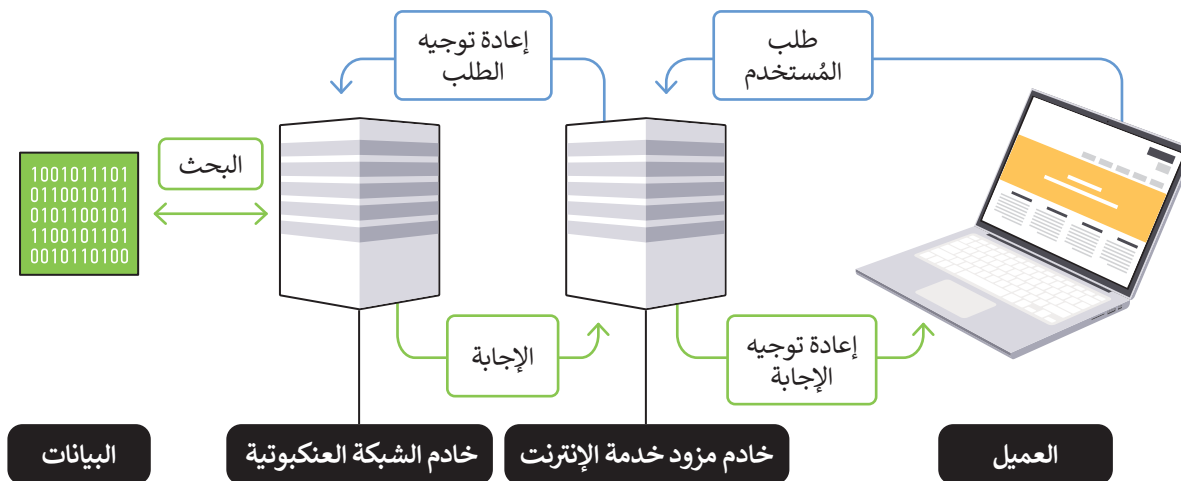 طلب
المُستخدم
إعادة توجيه
الطلب
البحث
1001011101
0110010111
0101100101
1100101101
0010110100
الإجابة
إعادة توجيه
الإجابة
العميل
خادم مزود خدمة الإنترنت
خادم الشبكة العنكبوتية
البيانات